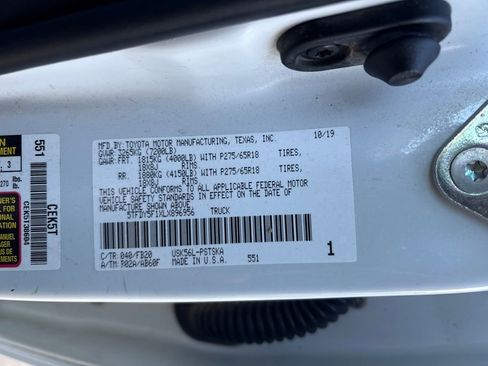 MFD.BY:TOYOTA MOTOR MANUFACTURING, TEXAS, INC. 10/19
GVWR: 3265KG (7200LB)
GAWR:FRT. 1815KG (4000LB) WITH P275/65R18 TIRES,
RIMS
RR. 1880KG (4150LB) WITH P275/65R18 TIRES,
18X8J RIMS
THIS VEHICLE CONFORMS TO ALL APPLICABLE FEDERAL MOTOR
VEHICLE SAFETY STANDARDS IN EFFECT ON THE DATE OF
MANUFACTURE SHOWN ABOVE.
5TFDY5F1XLX896956 TRUCK
C/TR:040/FB20 USK56L-PSTSKA
A/TM: B02A/AB60F MADE IN U.S.A. 551 1
551
CEK5T